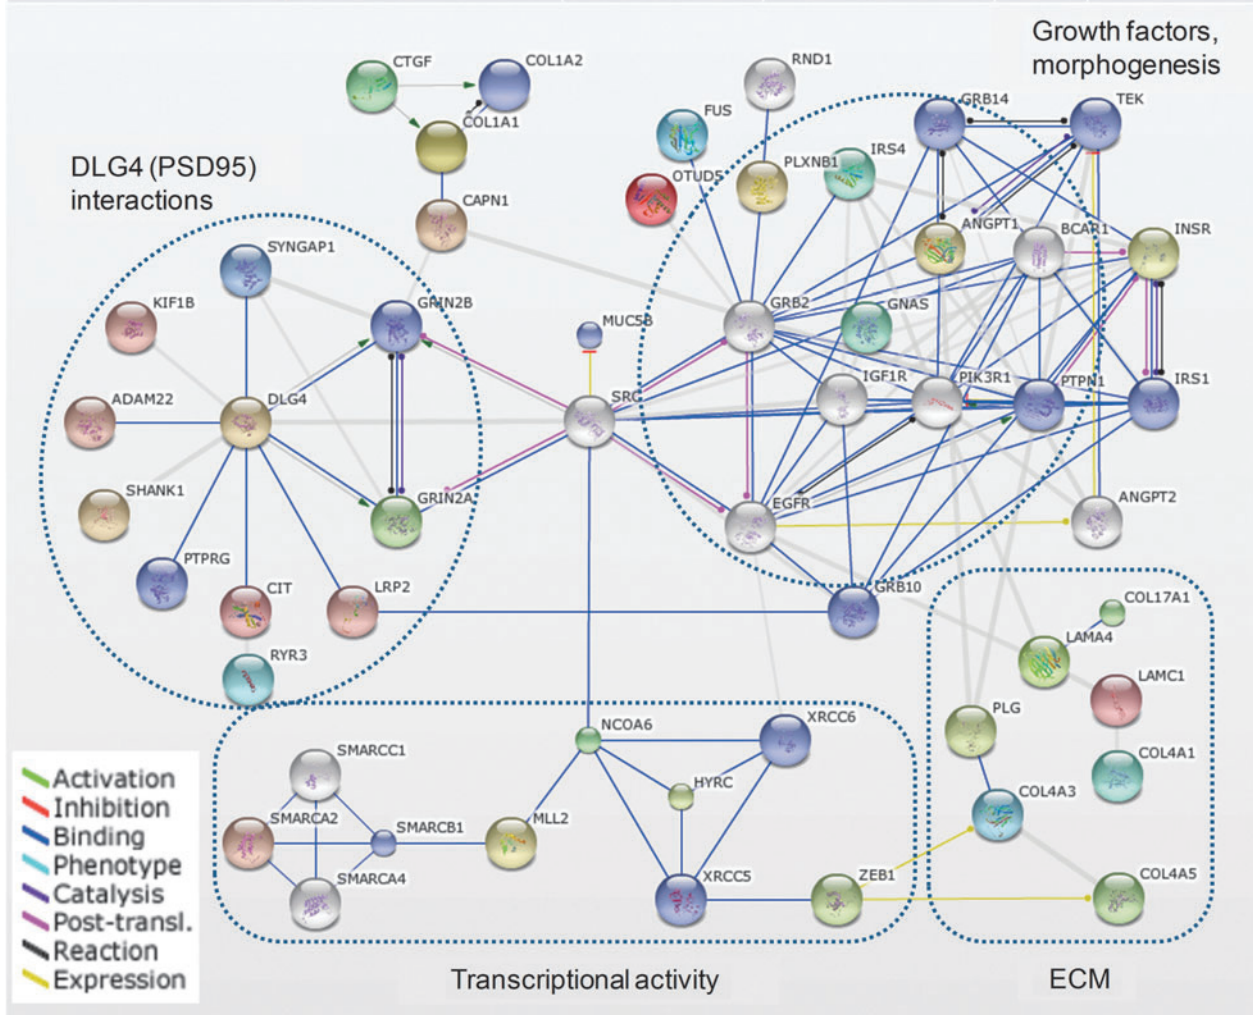 Growth factors,
morphogenesis
CTGF
COL1A2
RND1
GRB14
TEK
COL1A1
FUS
DLG4 (PSD95)
interactions
IRS4
PLXNB1
OTUD5
CAPN1
ANGPT1
BCAR1
INSR
SYNGAP1
KIF1B
GRIN2B
MUC5B
GRB2
GNAS
ADAM22
DLG4
SRC
IGF1R
PIK3R1
PTPN1
IRS1
SHANK1
GRIN2A
EGFR
ANGPT2
PTPRG
CIT
LRP2
GRB10
COL17A1
LAMA4
RYR3
LAMC1
PLG
NCOA6
XRCC6
SMARCC1
COL4A1
HYRC
COL4A3
SMARCA2
SMARCB1
MLL2
SMARCA4
XRCC5
ZEB1
COL4A5
Activation
Inhibition
Binding
Phenotype
Catalysis
Post-transl.
Reaction
Expression
Transcriptional activity
ECM